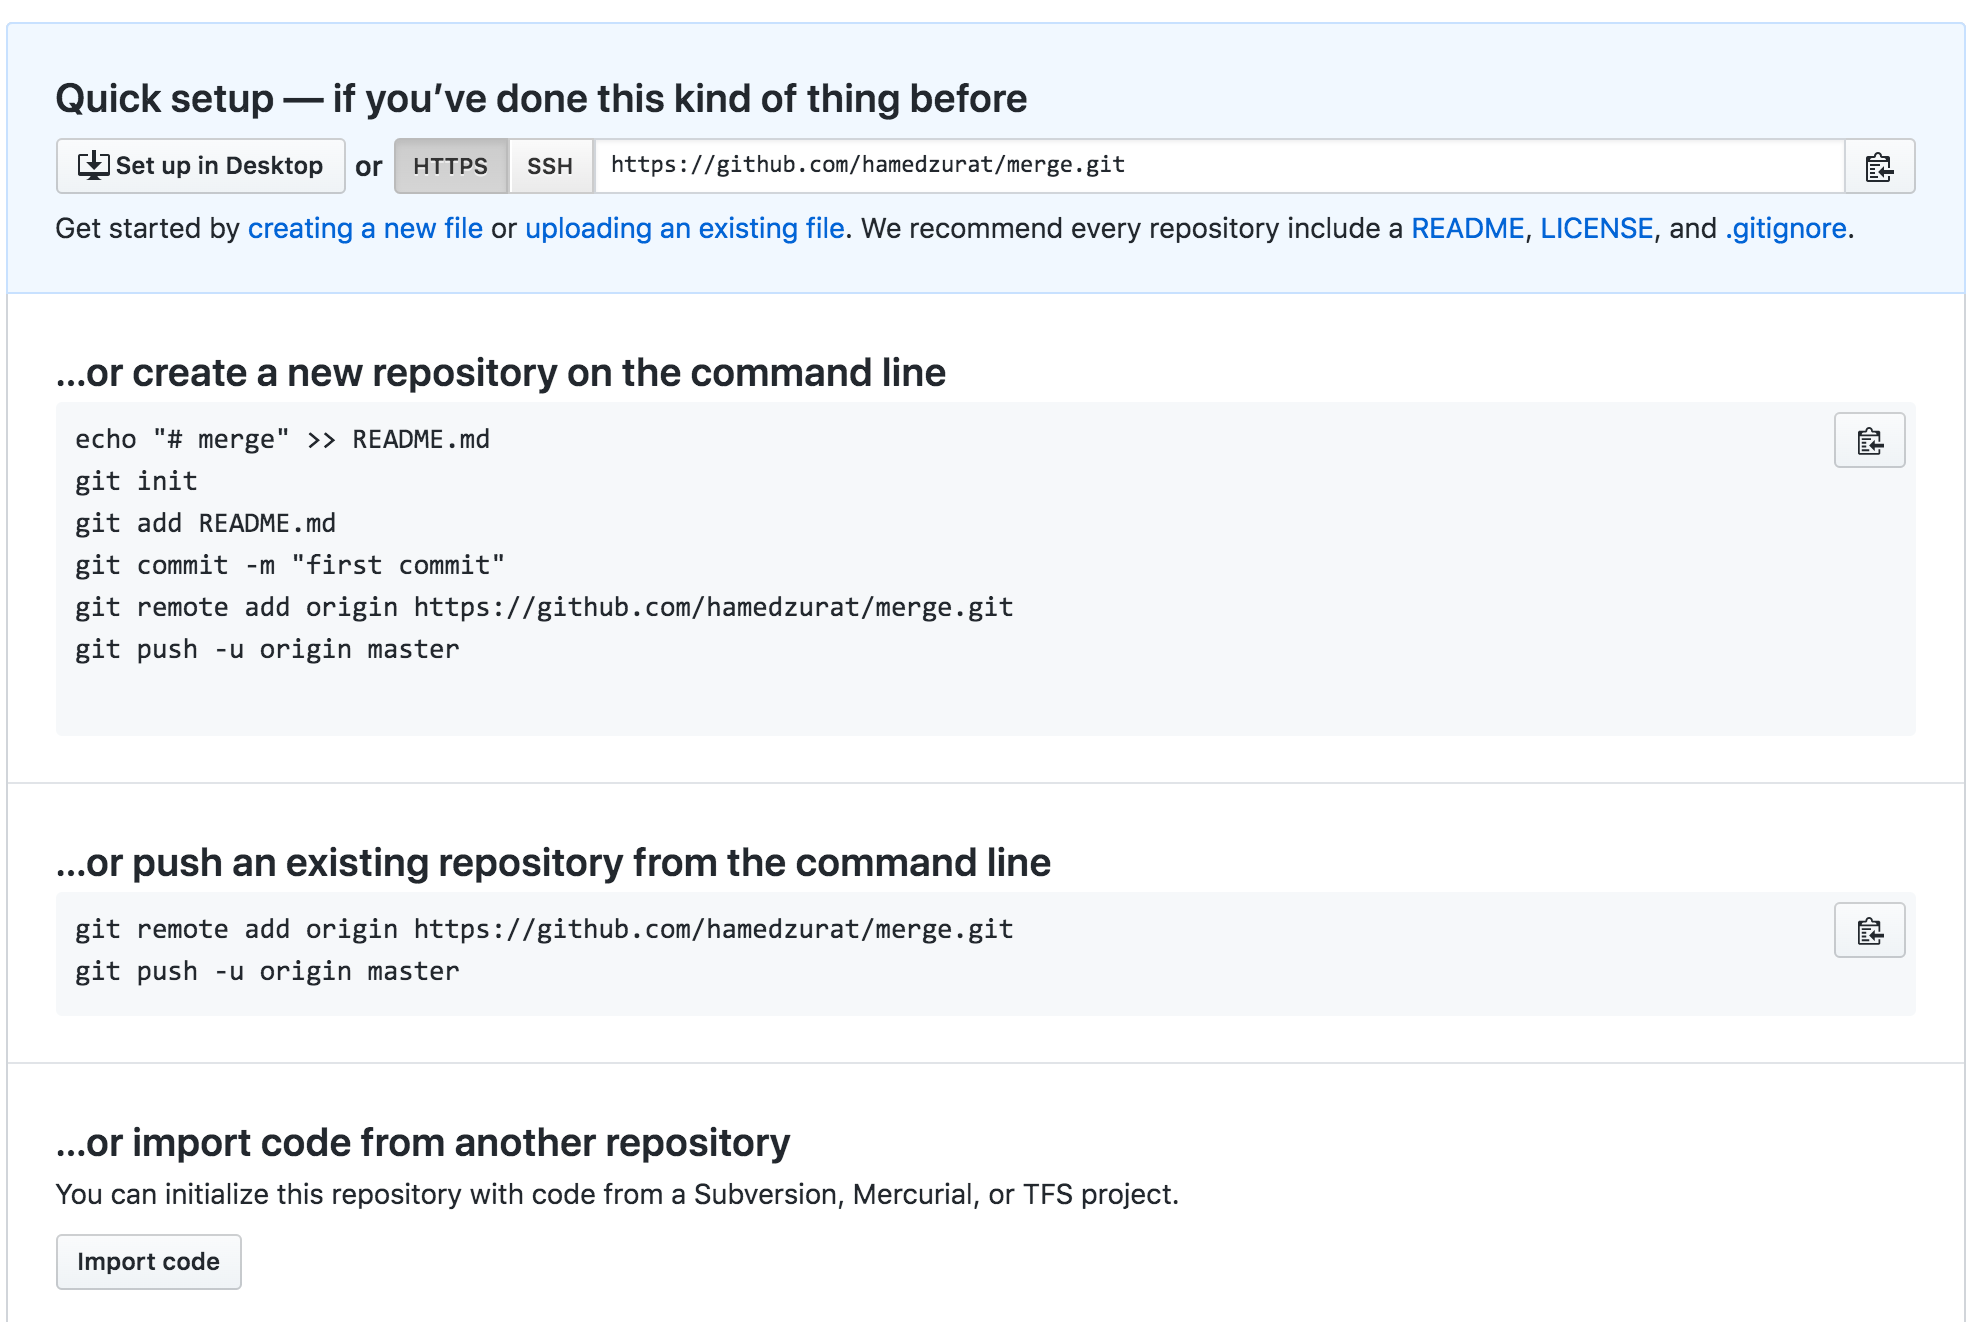 Quick setup — if you’ve done this kind of thing before
Set up in Desktop or HTTPS SSH https://github.com/hamedzurat/merge.git
Get started by creating a new file or uploading an existing file. We recommend every repository include a README, LICENSE, and .gitignore.
…or create a new repository on the command line
echo "# merge" >> README.md
git init
git add README.md
git commit -m "first commit"
git remote add origin https://github.com/hamedzurat/merge.git
git push -u origin master
…or push an existing repository from the command line
git remote add origin https://github.com/hamedzurat/merge.git
git push -u origin master
…or import code from another repository
You can initialize this repository with code from a Subversion, Mercurial, or TFS project.
Import code